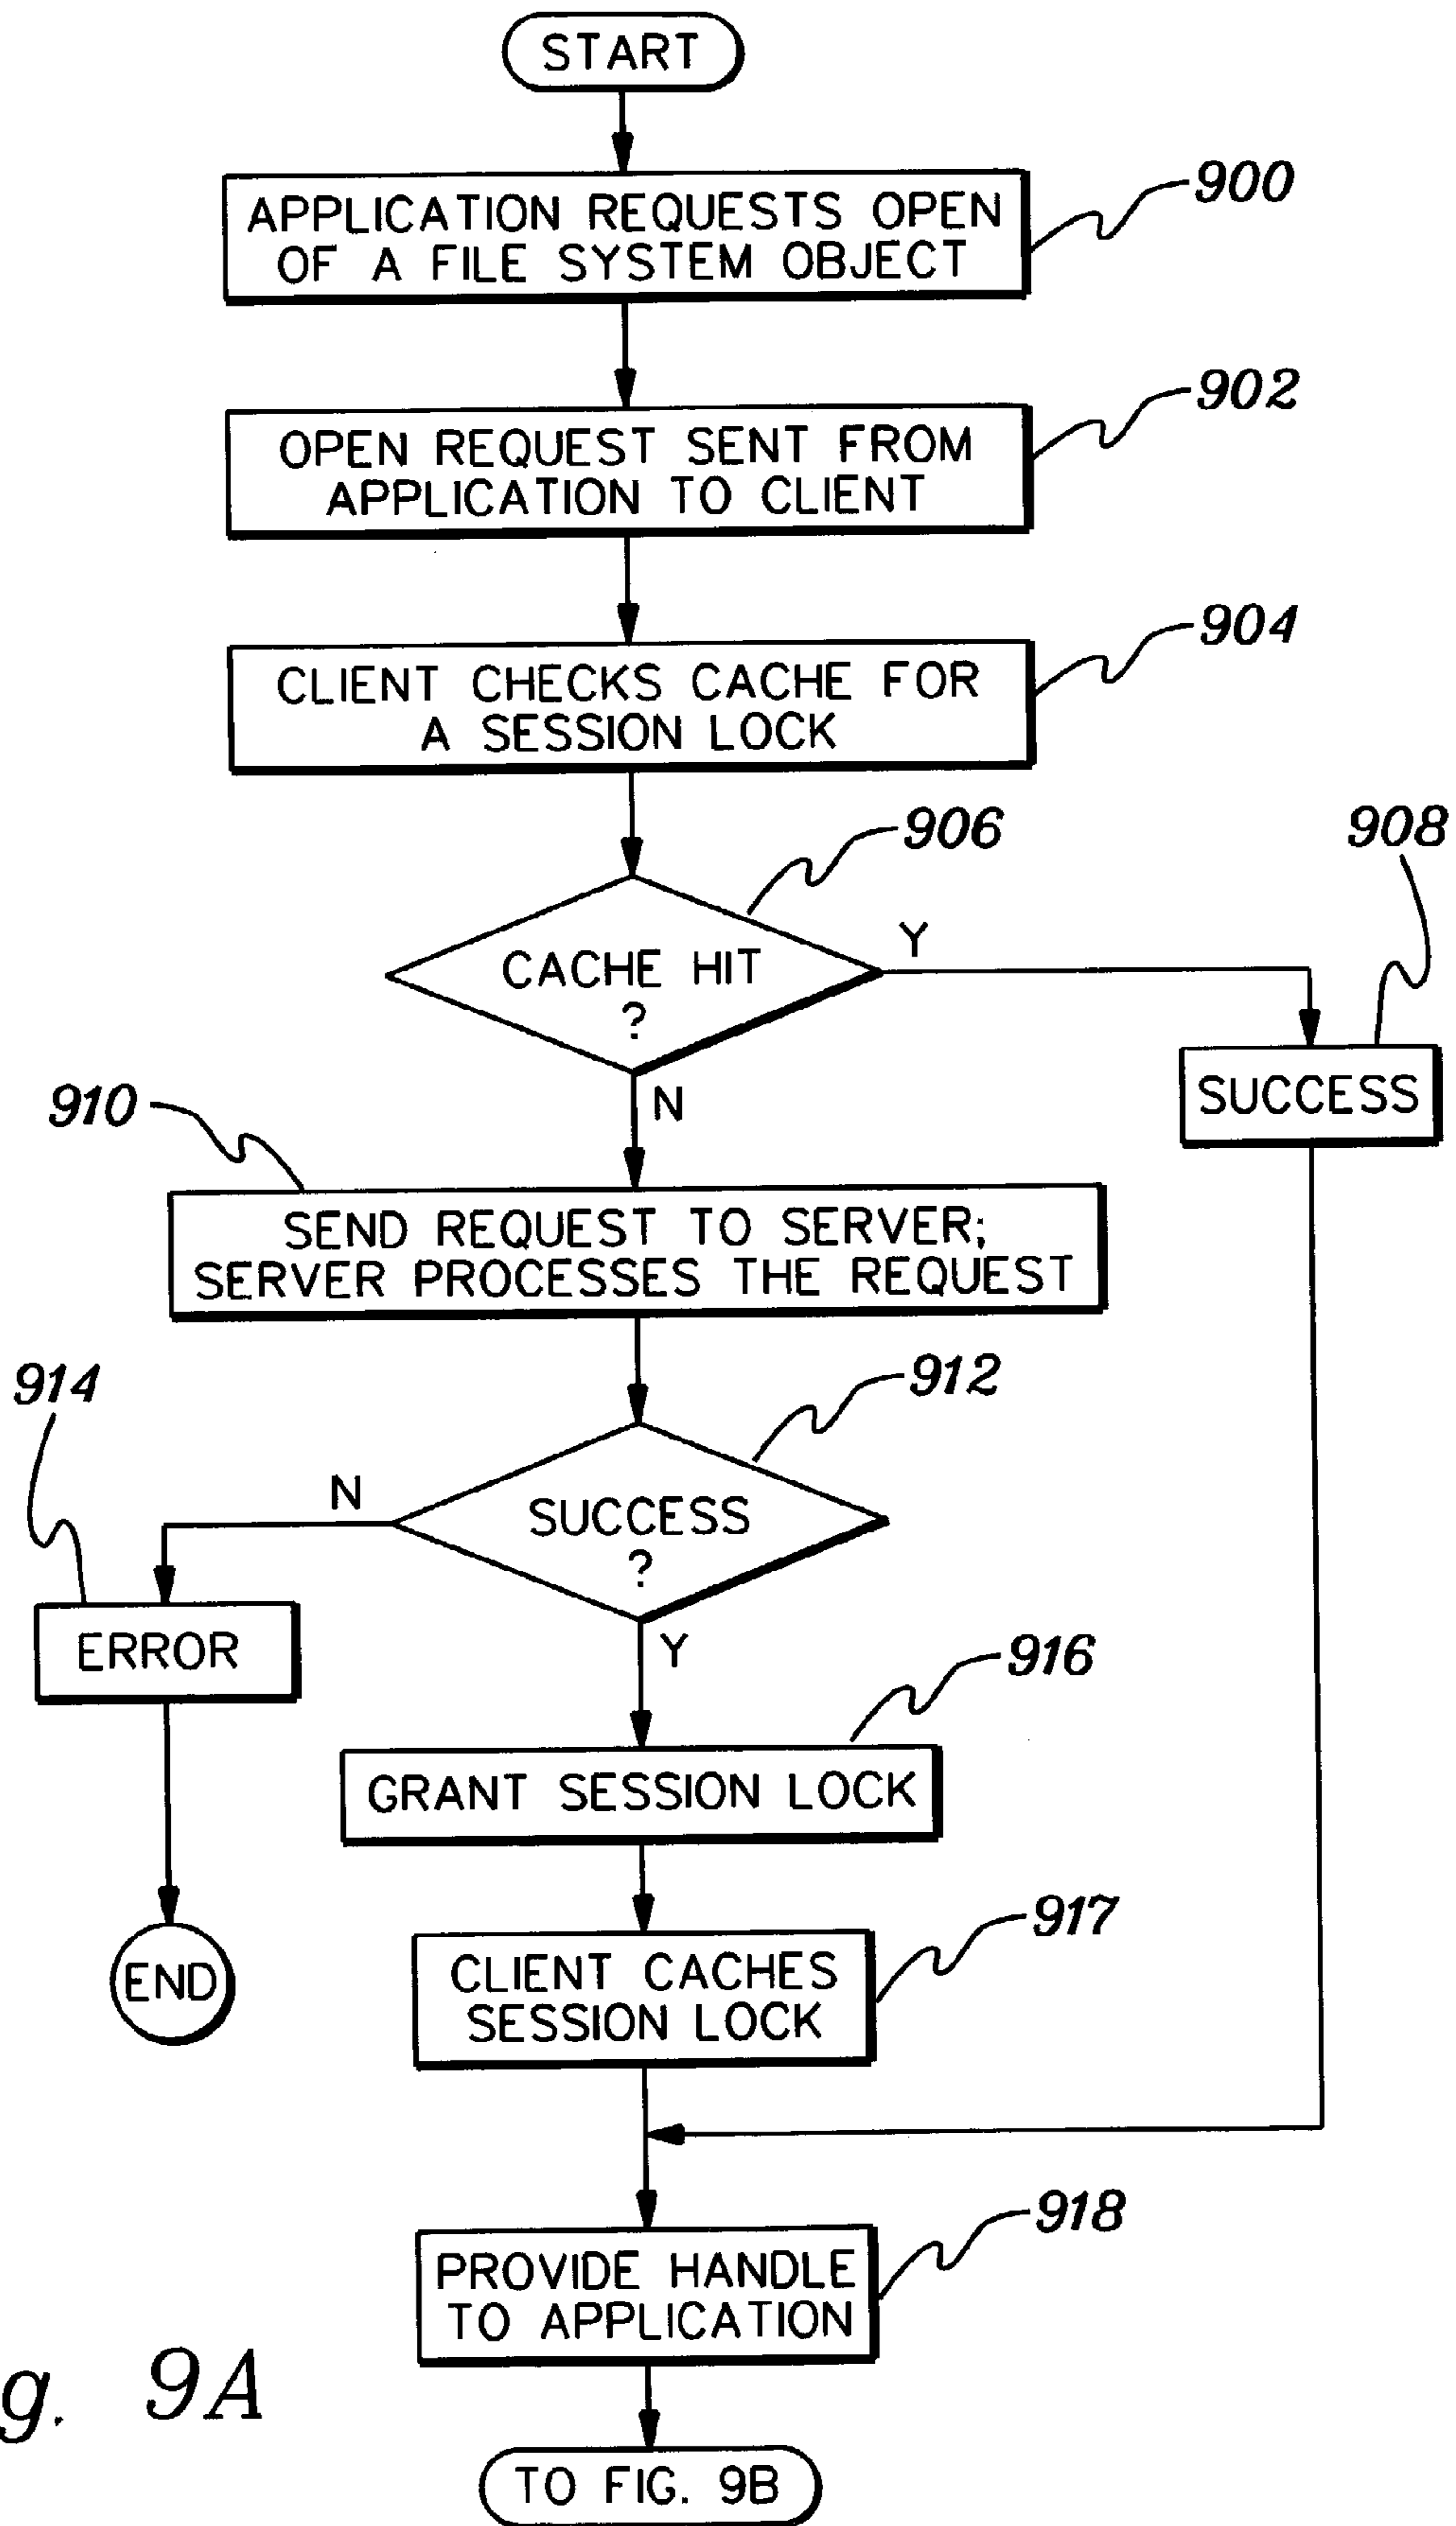 START
900
APPLICATION REQUESTS OPEN
OF A FILE SYSTEM OBJECT
902
OPEN REQUEST SENT FROM
APPLICATION TO CLIENT
904
CLIENT CHECKS CACHE FOR
A SESSION LOCK
906
908
CACHE HIT
?
Y
N
SUCCESS
910
SEND REQUEST TO SERVER;
SERVER PROCESSES THE REQUEST
914
912
N
SUCCESS
?
Y
ERROR
916
GRANT SESSION LOCK
917
END
CLIENT CACHES
SESSION LOCK
918
PROVIDE HANDLE
TO APPLICATION
g. 9A
TO FIG. 9B